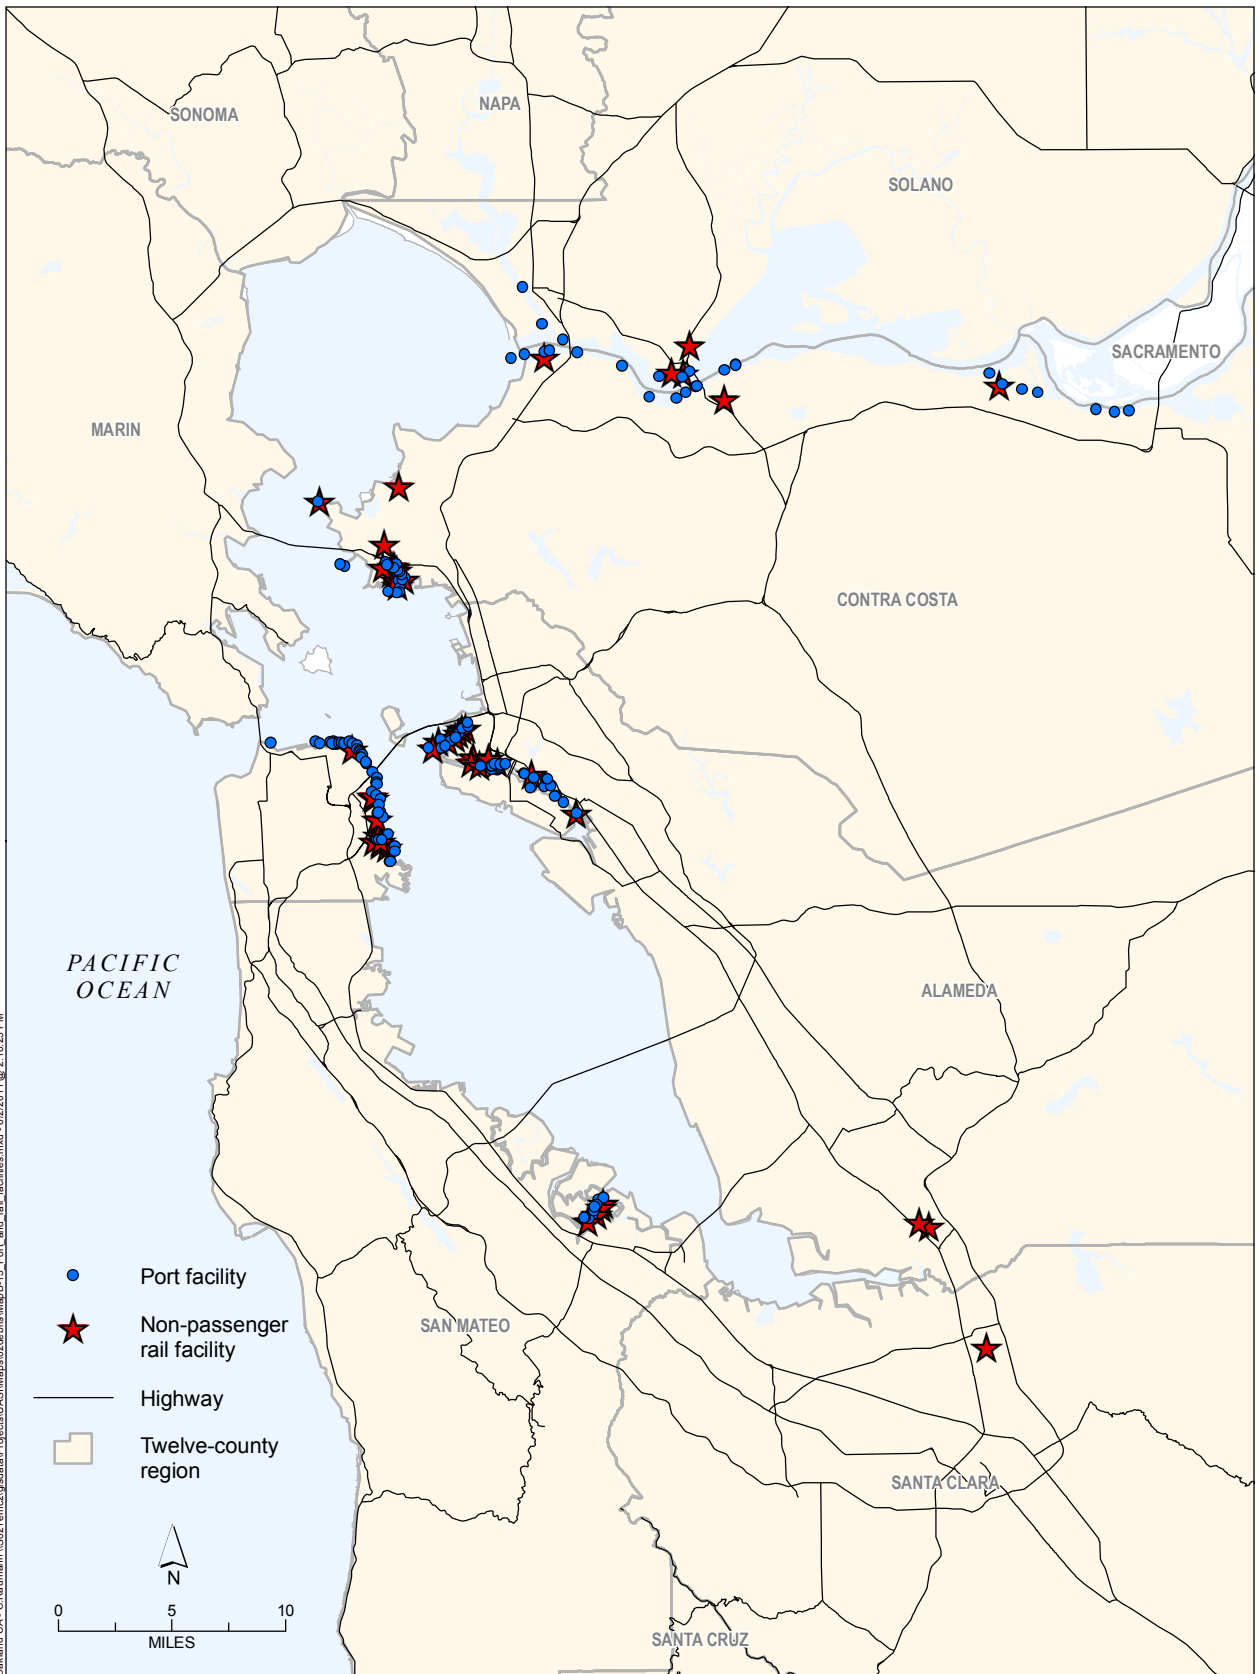 SONOMA
NAPA
SOLANO
SACRAMENTO
MARIN
CONTRA COSTA
PACIFIC
OCEAN
ALAMEDA
Port facility
Non-passenger
rail facility
SAN MATEO
Highway
Twelve-county
region
SANTA CLARA
N
0 5 10
MILES
SANTA CRUZ